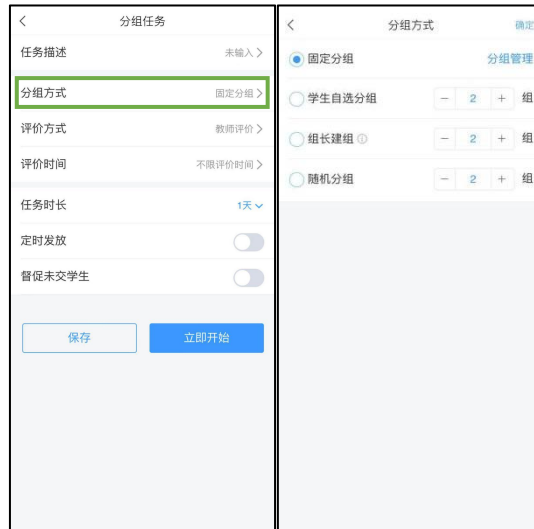 分组任务
任务描述 未输入
分组方式 固定分组
评价方式 教师评价
评价时间 不限评价时间
任务时长 1天
定时发放
督促未交学生
保存 立即开始
分组方式 确定
固定分组 分组管理
学生自选分组 − 2 + 组
组长建组 − 2 + 组
随机分组 − 2 + 组